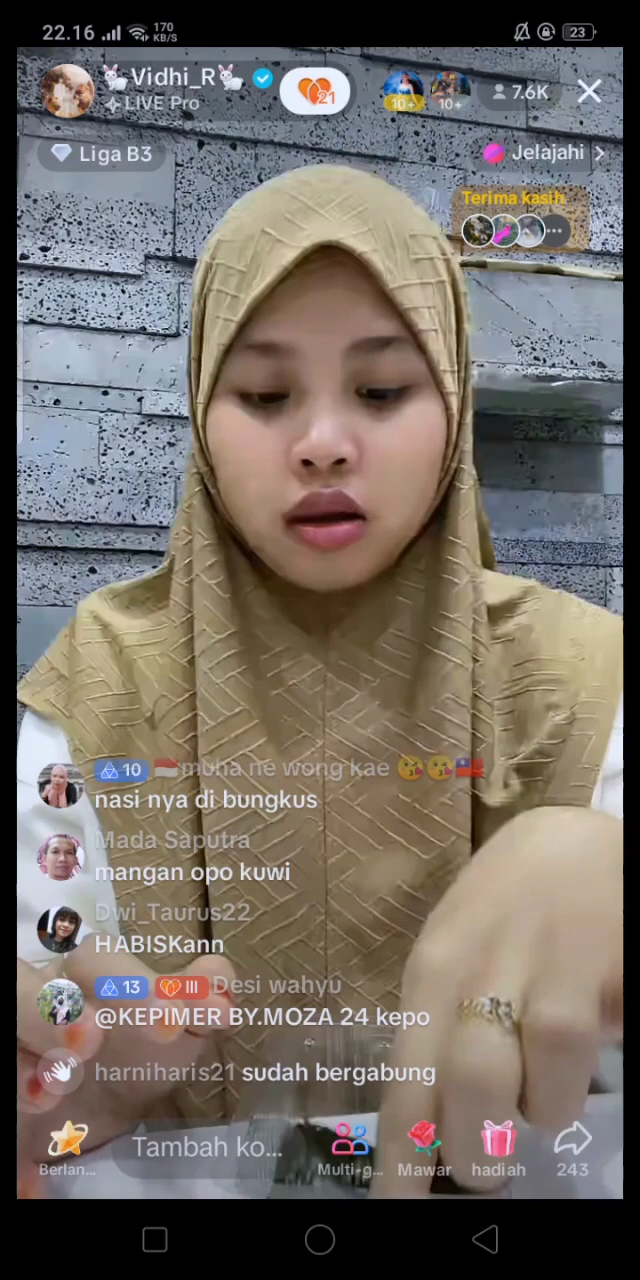 22.16
170
KB/S
23
🐇Vidhi_R🐇
LIVE Pro
21
10+
10+
7.6K
Liga B3
Jelajahi
Terima kasih
10 🇮🇩muha ne wong kae 😘😘🇹🇼
nasi nya di bungkus
Mada Saputra
mangan opo kuwi
Dwi_Taurus22
HABISKann
13 III Desi wahyu
@KEPIMER BY.MOZA 24 kepo
harniharis21 sudah bergabung
Tambah ko...
Berlan...
Multi-g...
Mawar
hadiah
243